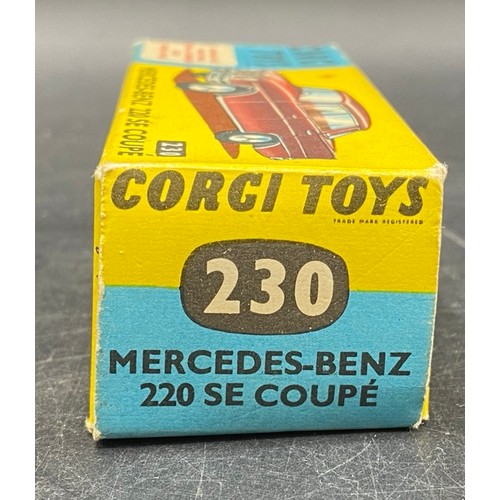 MERCEDES-BENZ 220 SE COUPÉ
230
CORGI TOYS
TRADE MARK REGISTERED
230
MERCEDES-BENZ
220 SE COUPÉ